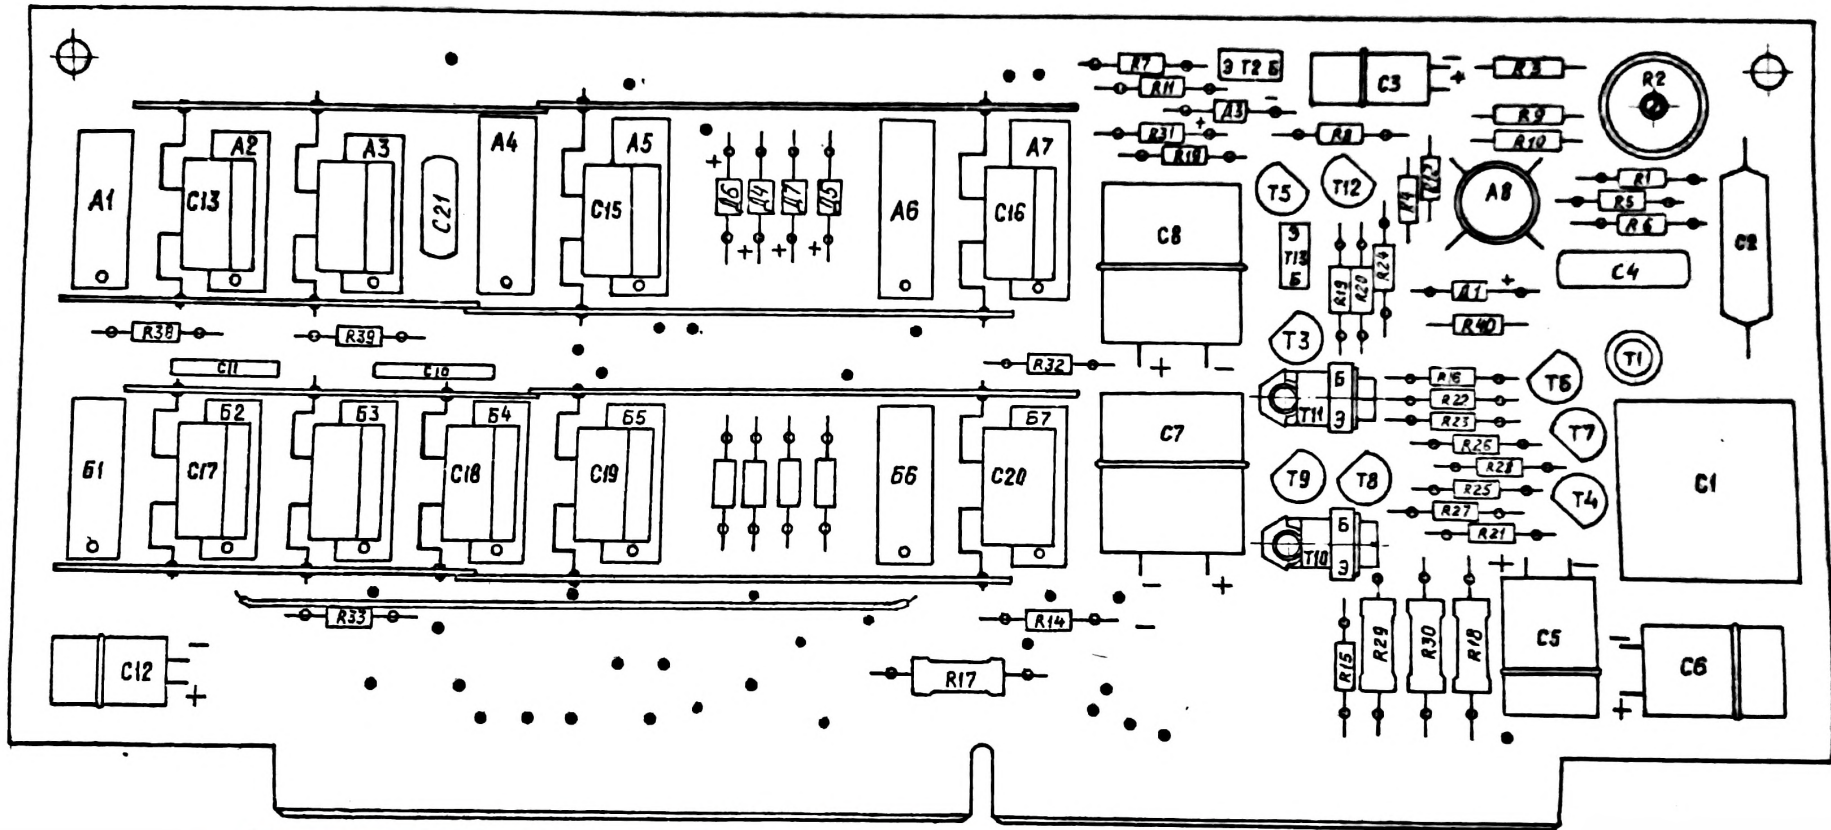 R7
Э Т2 Б
R11
Д3
-
+
R31
R8
C3
-
+
R3
R2
R9
R10
A1
C13
A2
A3
C21
A4
C15
A5
+
Д6
Д4
Д7
Д5
+
+
+
A6
C16
A7
C8
+
-
T5
T12
R4
R12
A8
R1
R5
R6
C4
C2
Э
T13
Б
R19
R20
R24
Д1
+
R40
T3
T1
R38
R39
R32
C11
R16
R22
R23
R26
R28
R25
R27
R21
T6
T7
T4
C1
Б1
C17
Б2
Б3
C18
Б4
C19
Б5
Б6
C20
Б7
C7
-
+
Б
T11
Э
T9
T8
Б
T10
Э
R33
R14
-
C12
-
+
R17
R15
R29
R30
R18
+
-
C5
-
+
C6